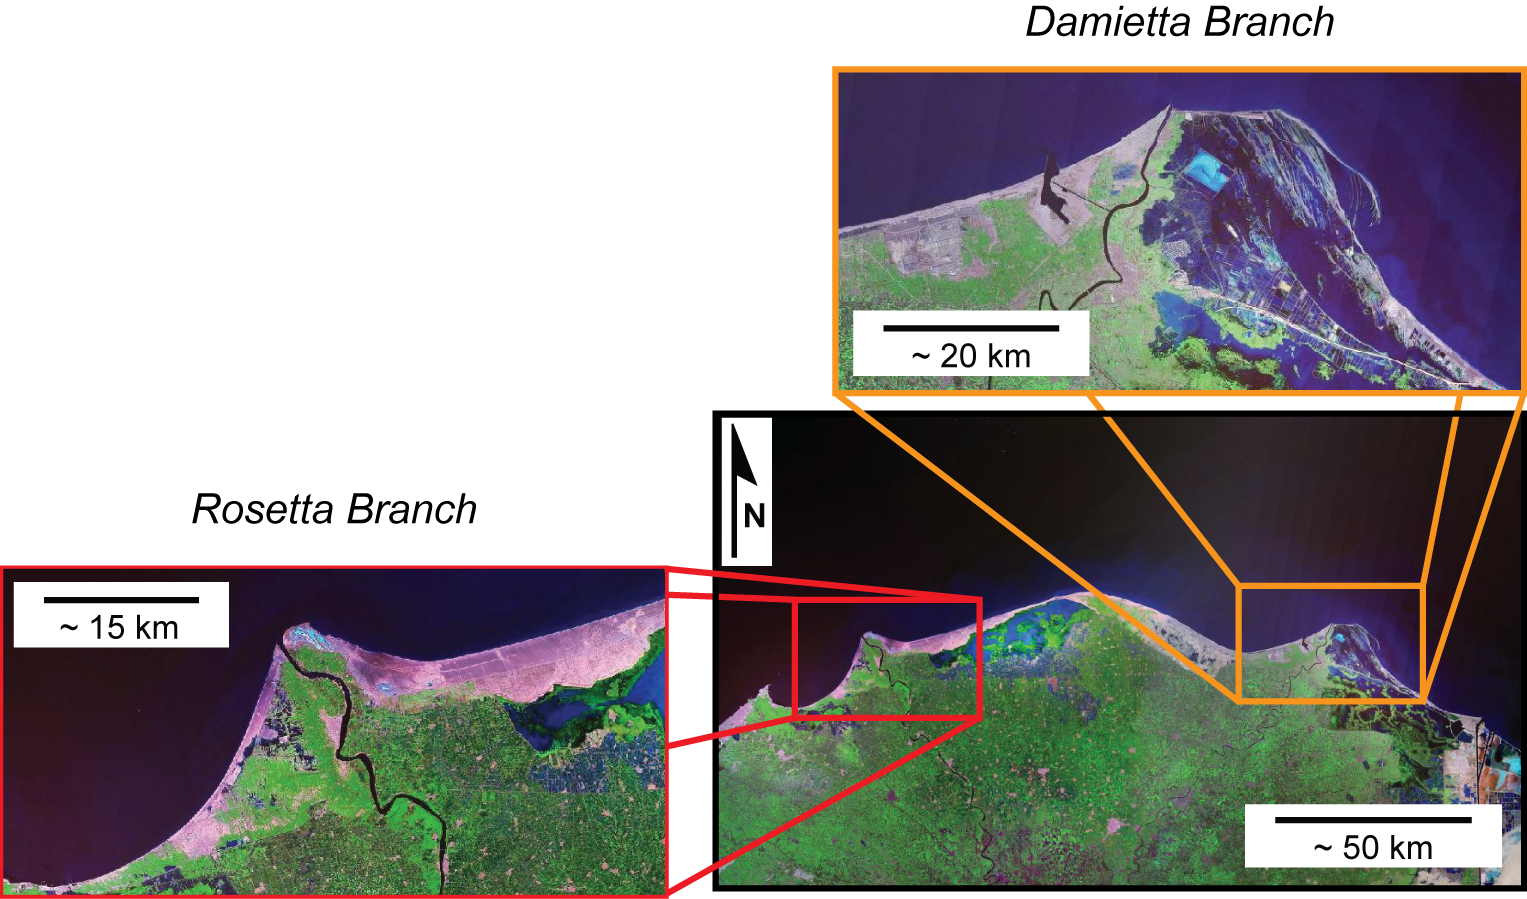 Damietta Branch
~ 20 km
N
Rosetta Branch
~ 15 km
~ 50 km